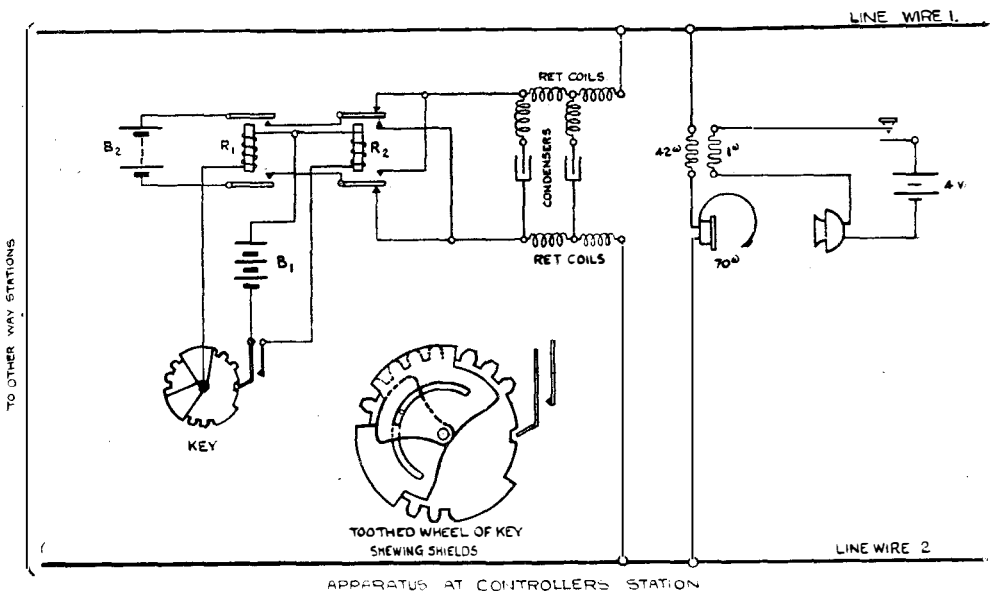 LINE WIRE 1.
RET COILS
B2
R1
R2
CONDENSERS
42ω
1ω
4 V.
B1
RET COILS
70ω
TO OTHER WAY STATIONS
KEY
TOOTHED WHEEL OF KEY
SHEWING SHIELDS
LINE WIRE 2
APPARATUS AT CONTROLLERS STATION